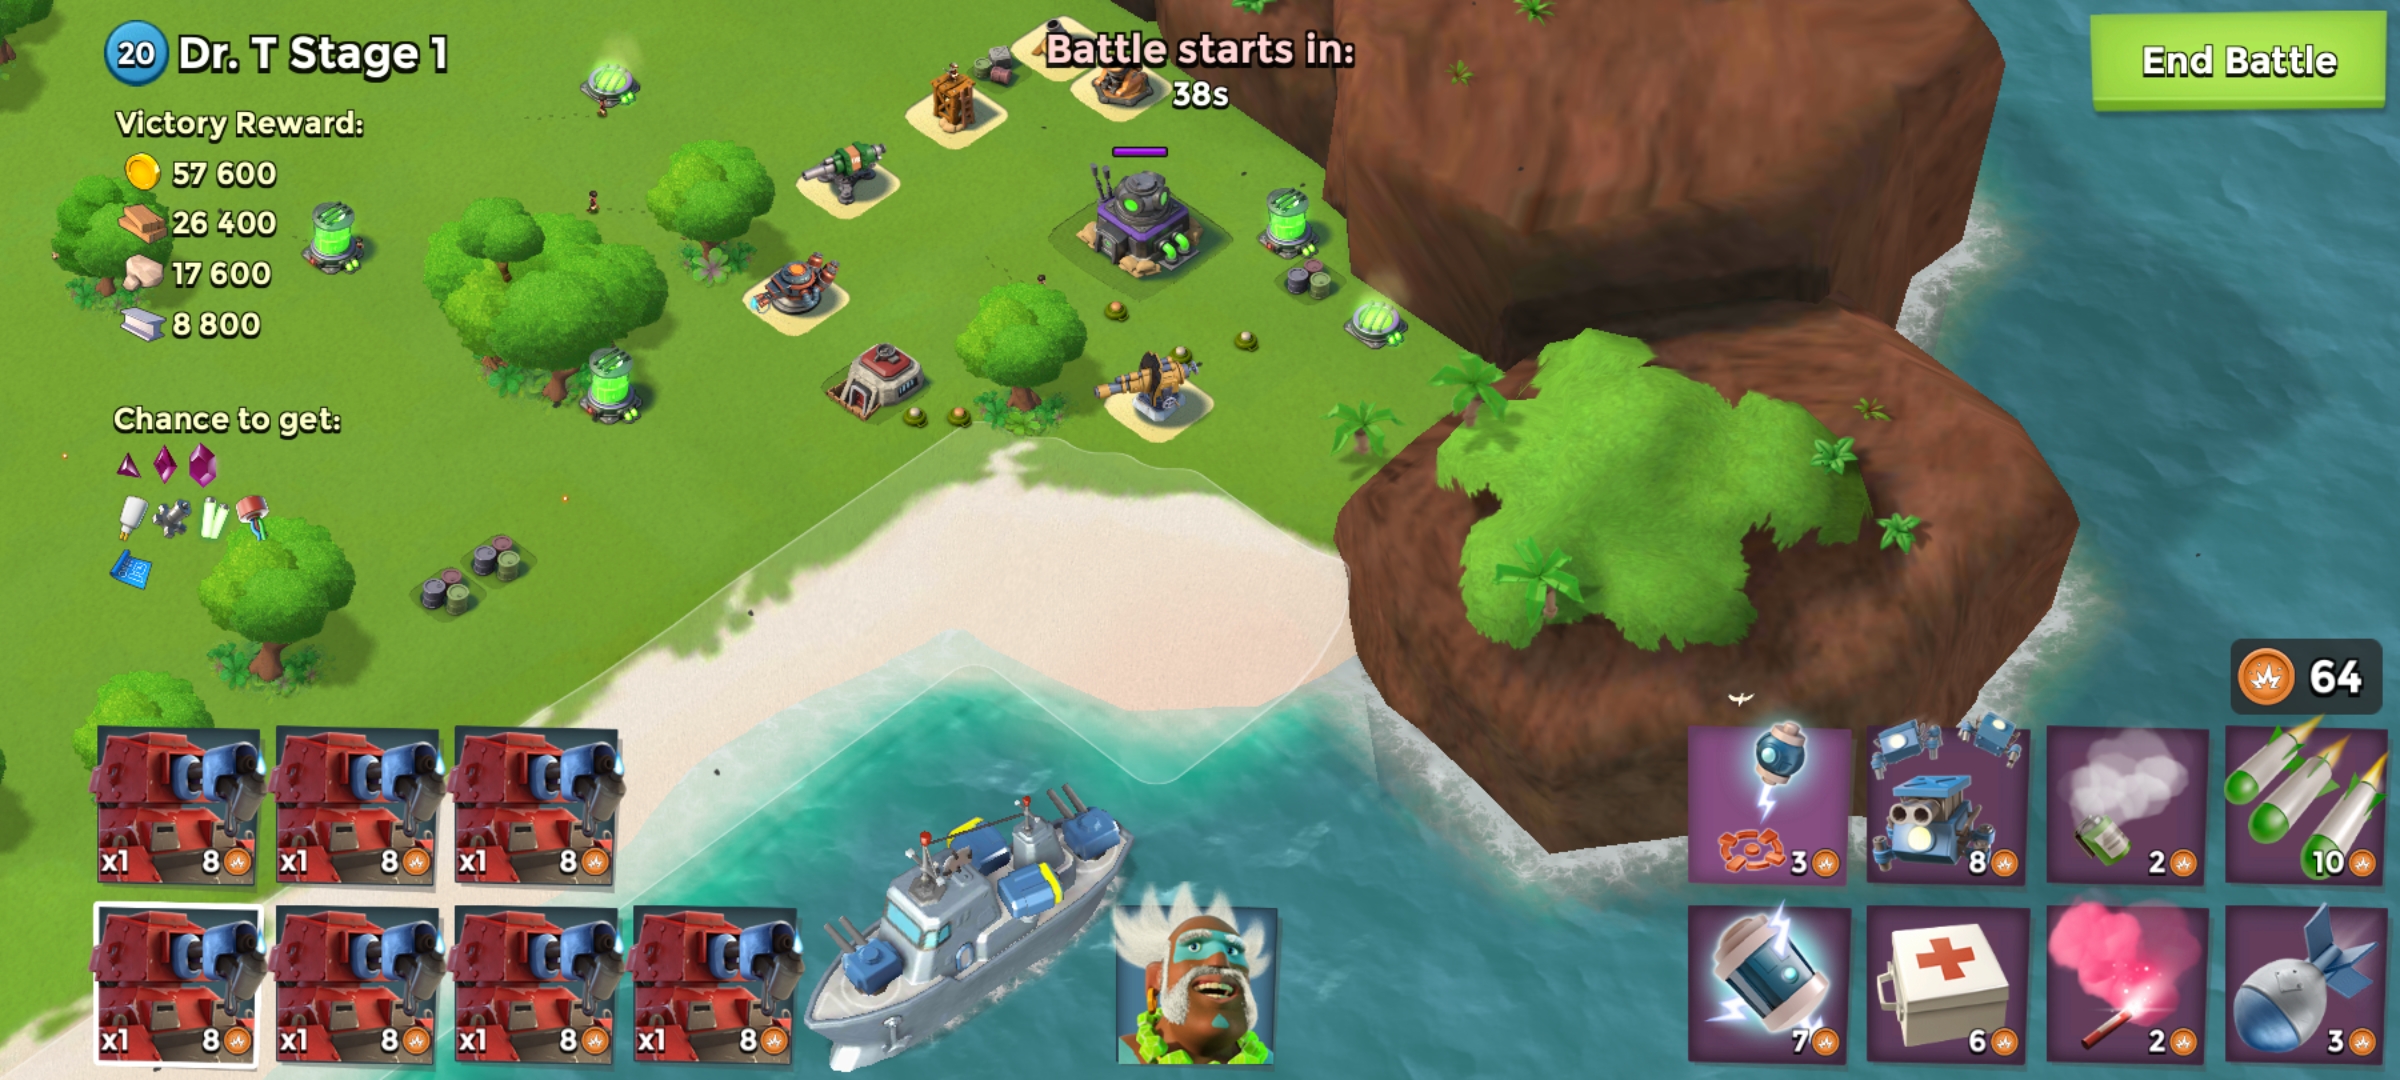 20 Dr. T Stage 1
Battle starts in:
38s
End Battle
Victory Reward:
57 600
26 400
17 600
8 800
Chance to get:
64
x1 8
x1 8
x1 8
3
8
2
10
x1 8
x1 8
x1 8
x1 8
7
6
2
3